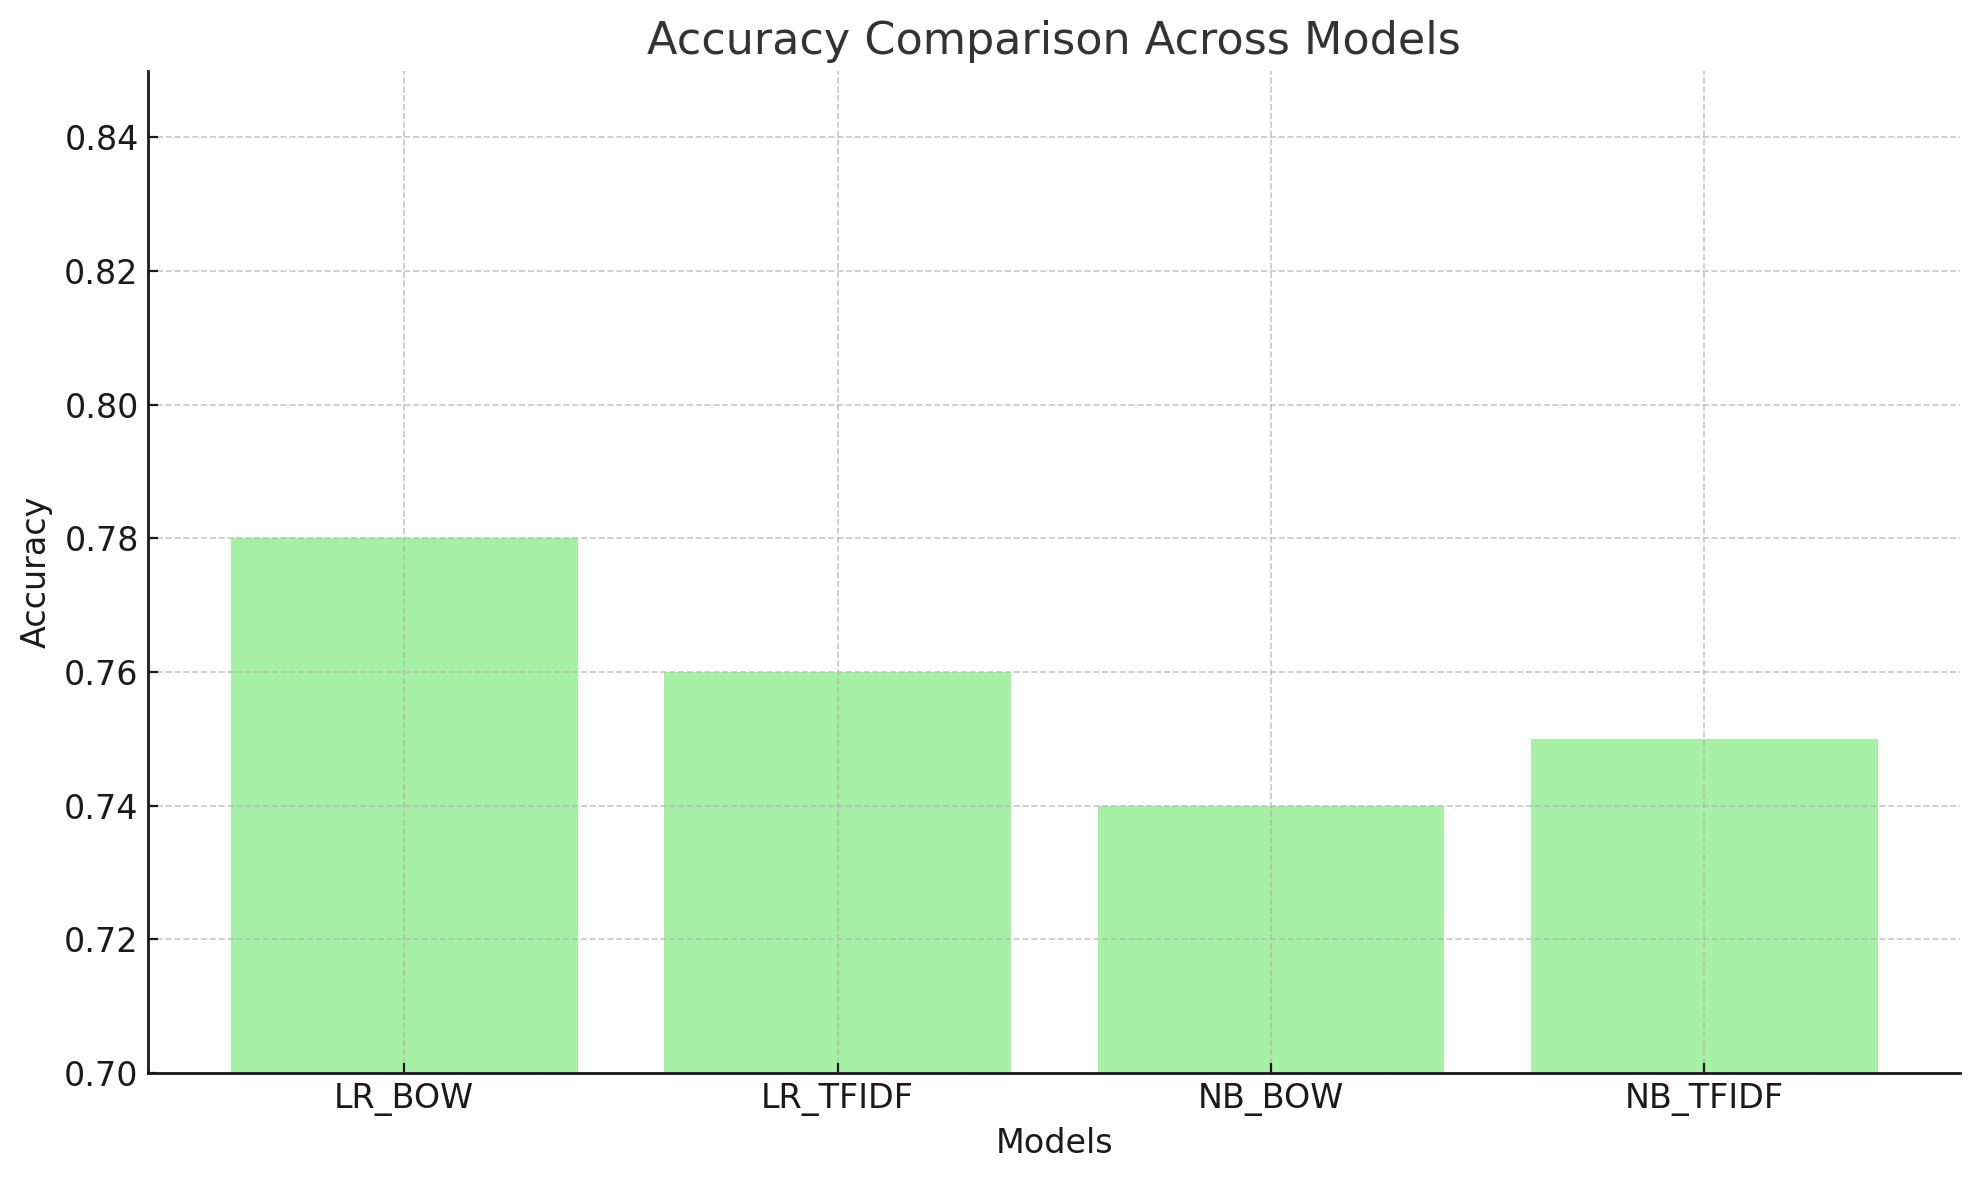 Accuracy Comparison Across Models
0.84
0.82
0.80
0.78
0.76
0.74
0.72
0.70
Accuracy
LR_BOW
LR_TFIDF
NB_BOW
NB_TFIDF
Models